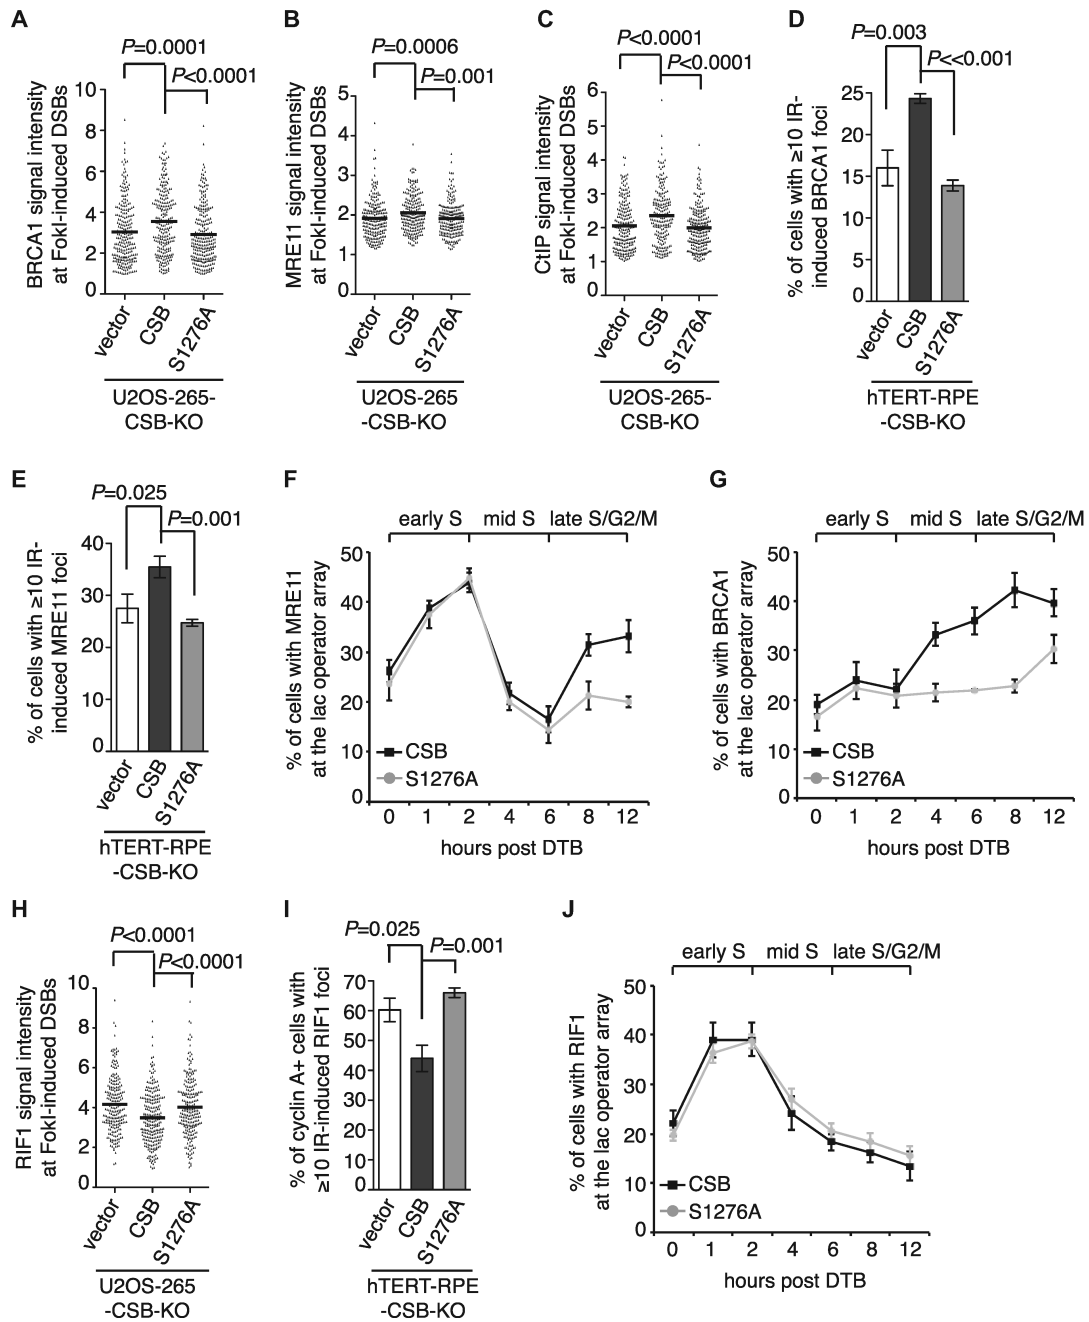 A
P=0.0001
P<0.0001
BRCA1 signal intensity
at FokI-induced DSBs
10
8
6
4
2
0
vector
CSB
S1276A
U2OS-265-
CSB-KO
B
P=0.0006
P=0.001
MRE11 signal intensity
at FokI-induced DSBs
5
4
3
2
1
0
vector
CSB
S1276A
U2OS-265
-CSB-KO
C
P<0.0001
P<0.0001
CtIP signal intensity
at FokI-induced DSBs
6
5
4
3
2
1
0
vector
CSB
S1276A
U2OS-265-
CSB-KO
D
P=0.003
P<<0.001
% of cells with ≥10 IR-
induced BRCA1 foci
25
20
15
10
5
0
vector
CSB
S1276A
hTERT-RPE
-CSB-KO
E
P=0.025
P=0.001
% of cells with ≥10 IR-
induced MRE11 foci
40
30
20
10
0
vector
CSB
S1276A
hTERT-RPE
-CSB-KO
F
early S mid S late S/G2/M
% of cells with MRE11
at the lac operator array
50
40
30
20
10
0
CSB
S1276A
0 1 2 4 6 8 12
hours post DTB
G
early S mid S late S/G2/M
% of cells with BRCA1
at the lac operator array
50
40
30
20
10
0
CSB
S1276A
0 1 2 4 6 8 12
hours post DTB
H
P<0.0001
P<0.0001
RIF1 signal intensity
at FokI-induced DSBs
10
8
6
4
2
0
vector
CSB
S1276A
U2OS-265
-CSB-KO
I
P=0.025
P=0.001
% of cyclin A+ cells with
≥10 IR-induced RIF1 foci
70
60
50
40
30
20
10
0
vector
CSB
S1276A
hTERT-RPE
-CSB-KO
J
early S mid S late S/G2/M
% of cells with RIF1
at the lac operator array
50
40
30
20
10
0
CSB
S1276A
0 1 2 4 6 8 12
hours post DTB